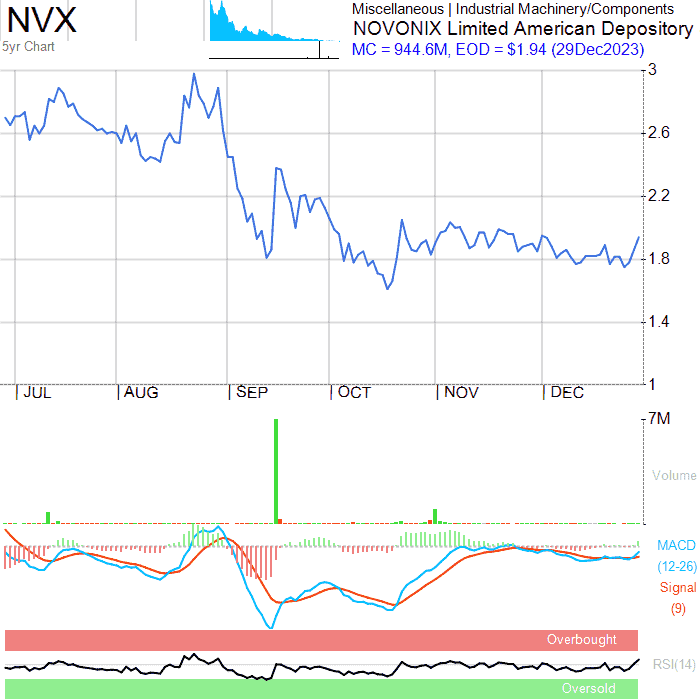 NVX
5yr Chart
Miscellaneous | Industrial Machinery/Components
NOVONIX Limited American Depository
MC = 944.6M, EOD = $1.94 (29Dec2023)
3
2.6
2.2
1.8
1.4
1
JUL
AUG
SEP
OCT
NOV
DEC
7M
Volume
MACD
(12-26)
Signal
(9)
Overbought
RSI(14)
Oversold